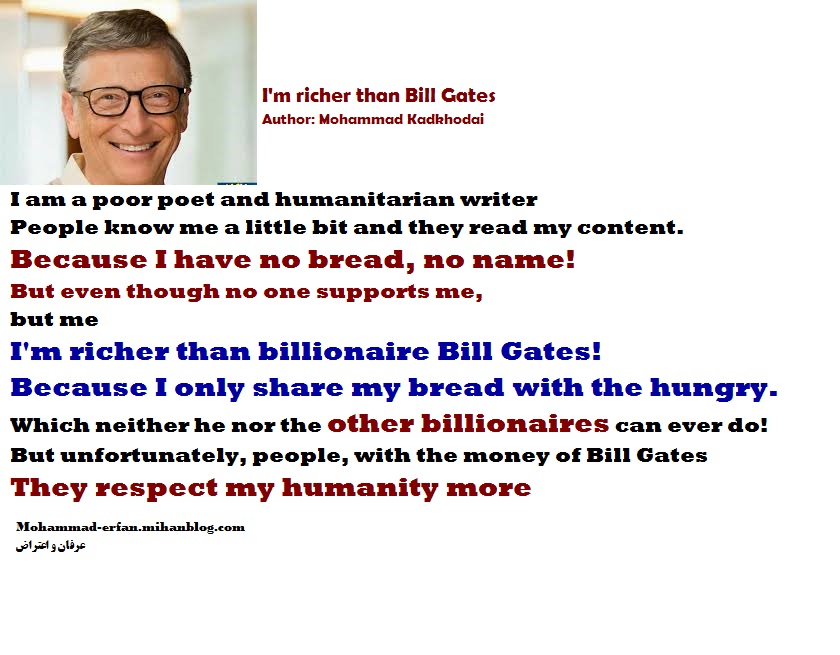 I'm richer than Bill Gates
Author: Mohammad Kadkhodai
I am a poor poet and humanitarian writer
People know me a little bit and they read my content.
Because I have no bread, no name!
But even though no one supports me,
but me
I'm richer than billionaire Bill Gates!
Because I only share my bread with the hungry.
Which neither he nor the other billionaires can ever do!
But unfortunately, people, with the money of Bill Gates
They respect my humanity more
Mohammad-erfan.mihanblog.com
عرفان و اعتراض